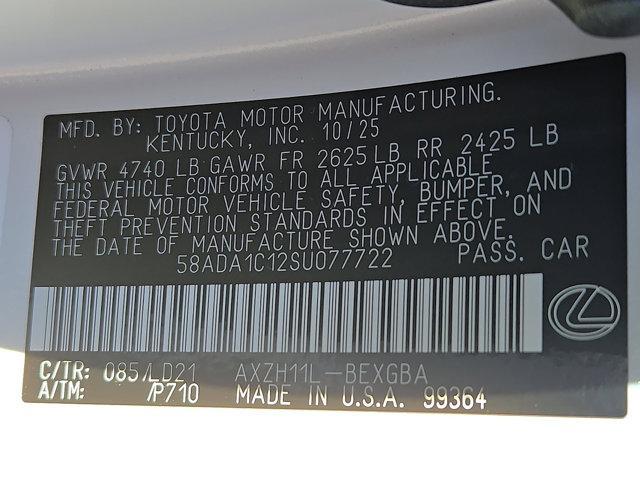 MFD. BY: TOYOTA MOTOR MANUFACTURING.
KENTUCKY, INC. 10/25
GVWR 4740 LB GAWR FR 2625 LB RR 2425 LB
THIS VEHICLE CONFORMS TO ALL APPLICABLE
FEDERAL MOTOR VEHICLE SAFETY, BUMPER, AND
THEFT PREVENTION STANDARDS IN EFFECT ON
THE DATE OF MANUFACTURE SHOWN ABOVE.
58ADA1C12SU077722 PASS. CAR
C/TR: 085/LD21 AXZH11L-BEXGBA
A/TM: /P710 MADE IN U.S.A. 99364